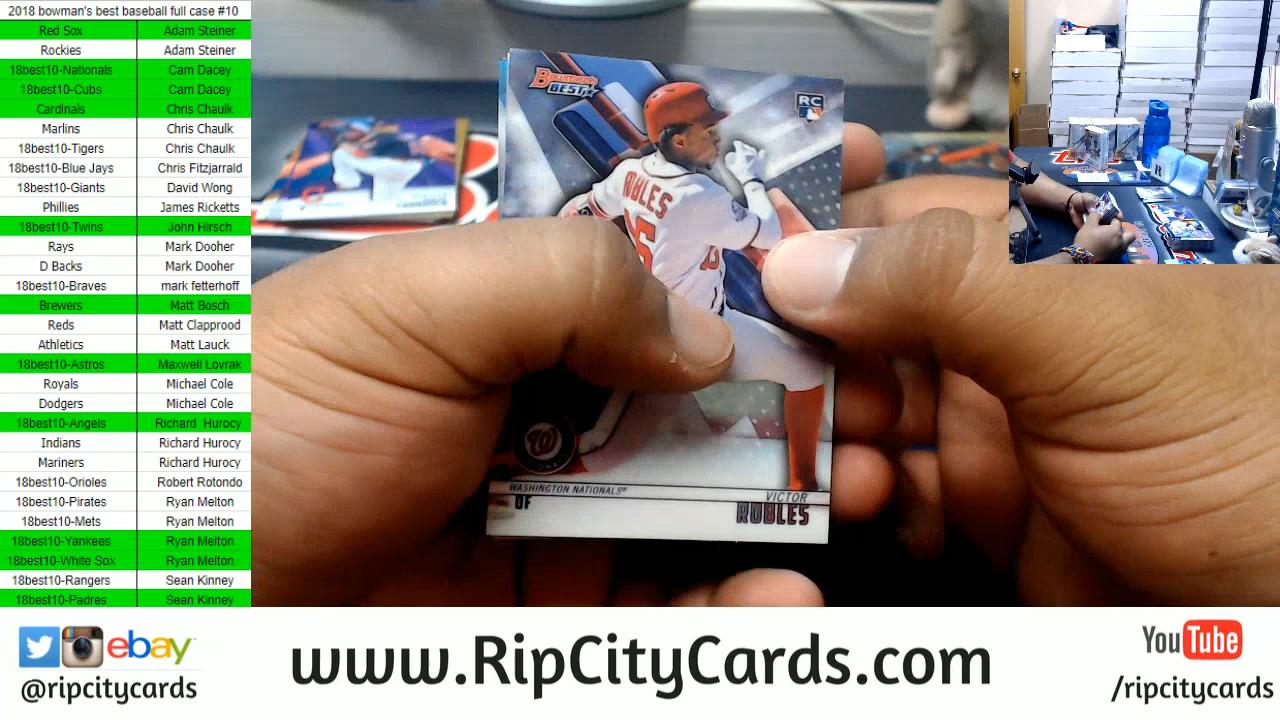 2018 bowman's best baseball full case #10
Red Sox Adam Steiner
Rockies Adam Steiner
18best10-Nationals Cam Dacey
18best10-Cubs Cam Dacey
Cardinals Chris Chaulk
Marlins Chris Chaulk
18best10-Tigers Chris Chaulk
18best10-Blue Jays Chris Fitzjarrald
18best10-Giants David Wong
Phillies James Ricketts
18best10-Twins John Hirsch
Rays Mark Dooher
D Backs Mark Dooher
18best10-Braves mark fetterhoff
Brewers Matt Bosch
Reds Matt Clapprood
Athletics Matt Lauck
18best10-Astros Maxwell Lovrak
Royals Michael Cole
Dodgers Michael Cole
18best10-Angels Richard Hurocy
Indians Richard Hurocy
Mariners Richard Hurocy
18best10-Orioles Robert Rotondo
18best10-Pirates Ryan Melton
18best10-Mets Ryan Melton
18best10-Yankees Ryan Melton
18best10-White Sox Ryan Melton
18best10-Rangers Sean Kinney
18best10-Padres Sean Kinney
BOWMAN'S
BEST
RC
ROBLES
W
WASHINGTON NATIONALS
OF
VICTOR
ROBLES
ebay
@ripcitycards
www.RipCityCards.com
YouTube
/ripcitycards